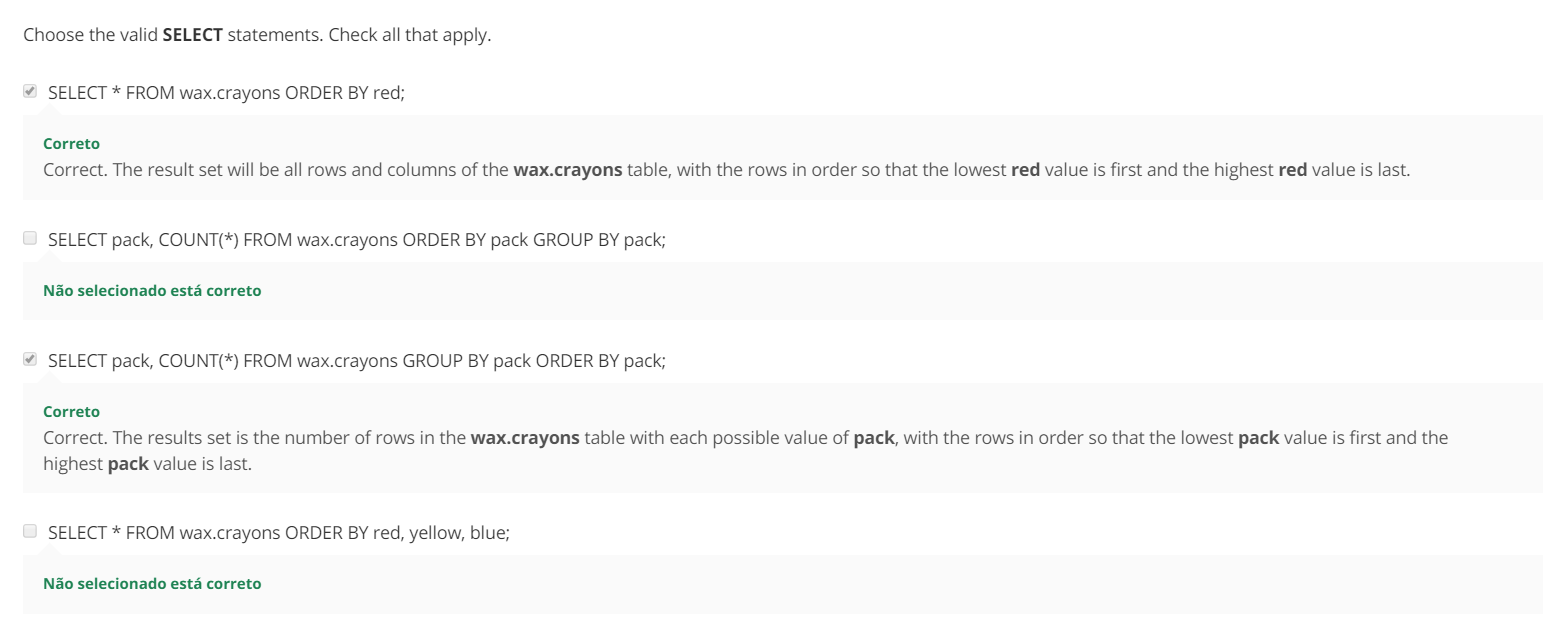 Choose the valid SELECT statements. Check all that apply.
SELECT * FROM wax.crayons ORDER BY red;
Correto
Correct. The result set will be all rows and columns of the wax.crayons table, with the rows in order so that the lowest red value is first and the highest red value is last.
SELECT pack, COUNT(*) FROM wax.crayons ORDER BY pack GROUP BY pack;
Não selecionado está correto
SELECT pack, COUNT(*) FROM wax.crayons GROUP BY pack ORDER BY pack;
Correto
Correct. The results set is the number of rows in the wax.crayons table with each possible value of pack, with the rows in order so that the lowest pack value is first and the
highest pack value is last.
SELECT * FROM wax.crayons ORDER BY red, yellow, blue;
Não selecionado está correto